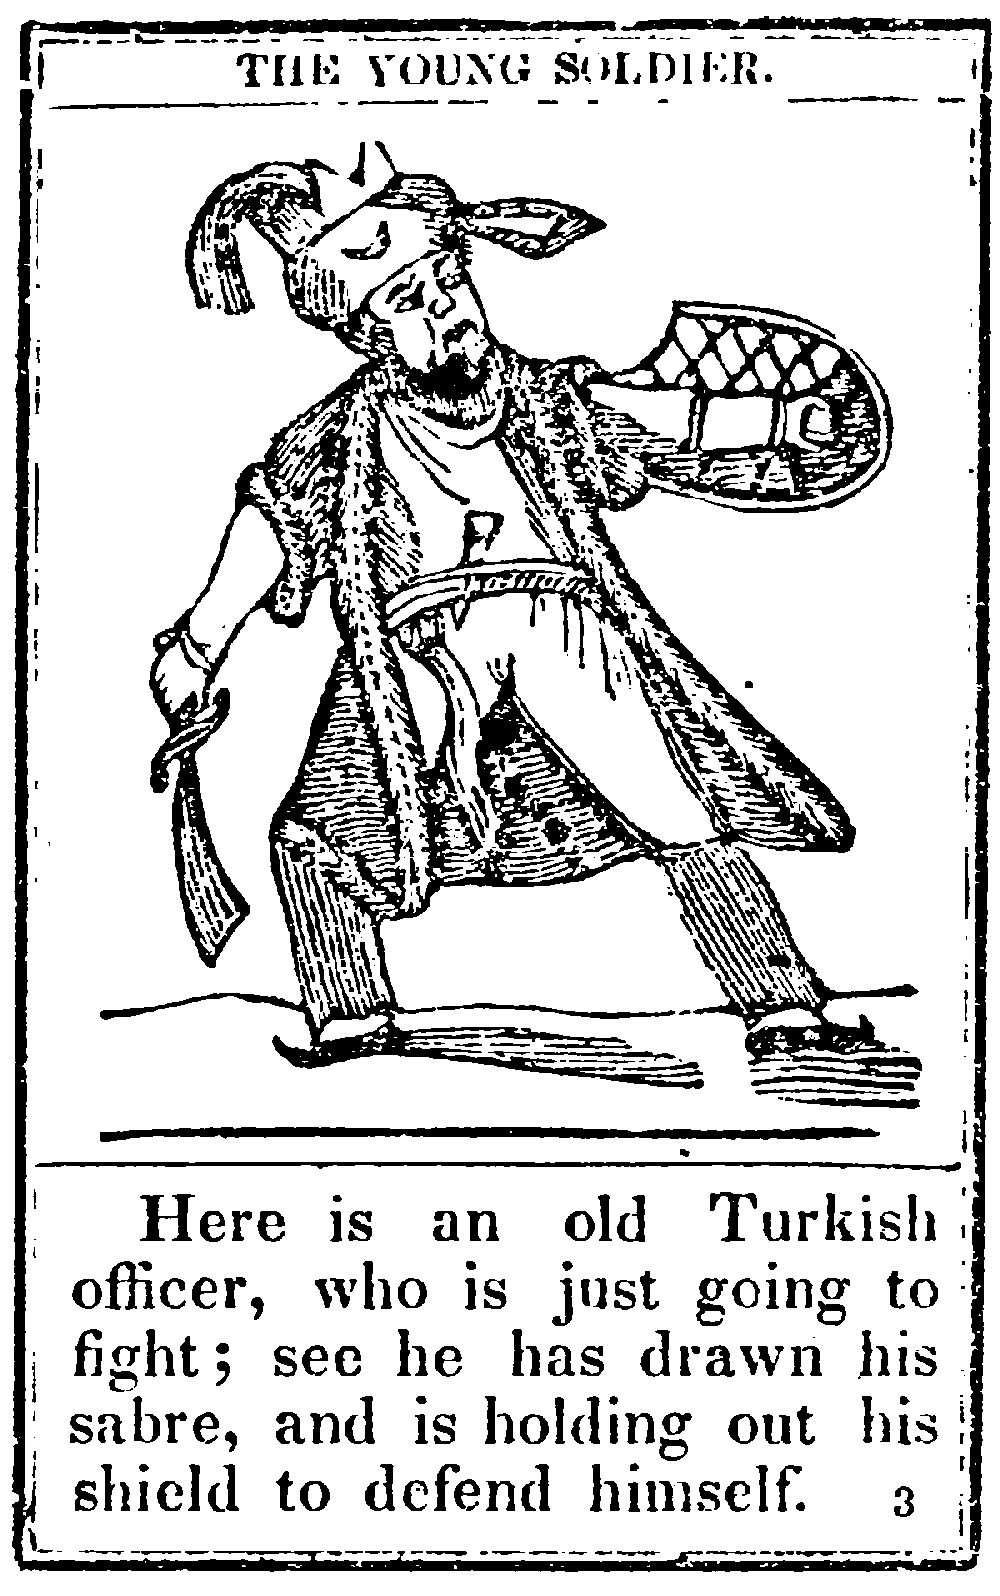 THE YOUNG SOLDIER.
Here is an old Turkish
officer, who is just going to
fight; see he has drawn his
sabre, and is holding out his
shield to defend himself. 3